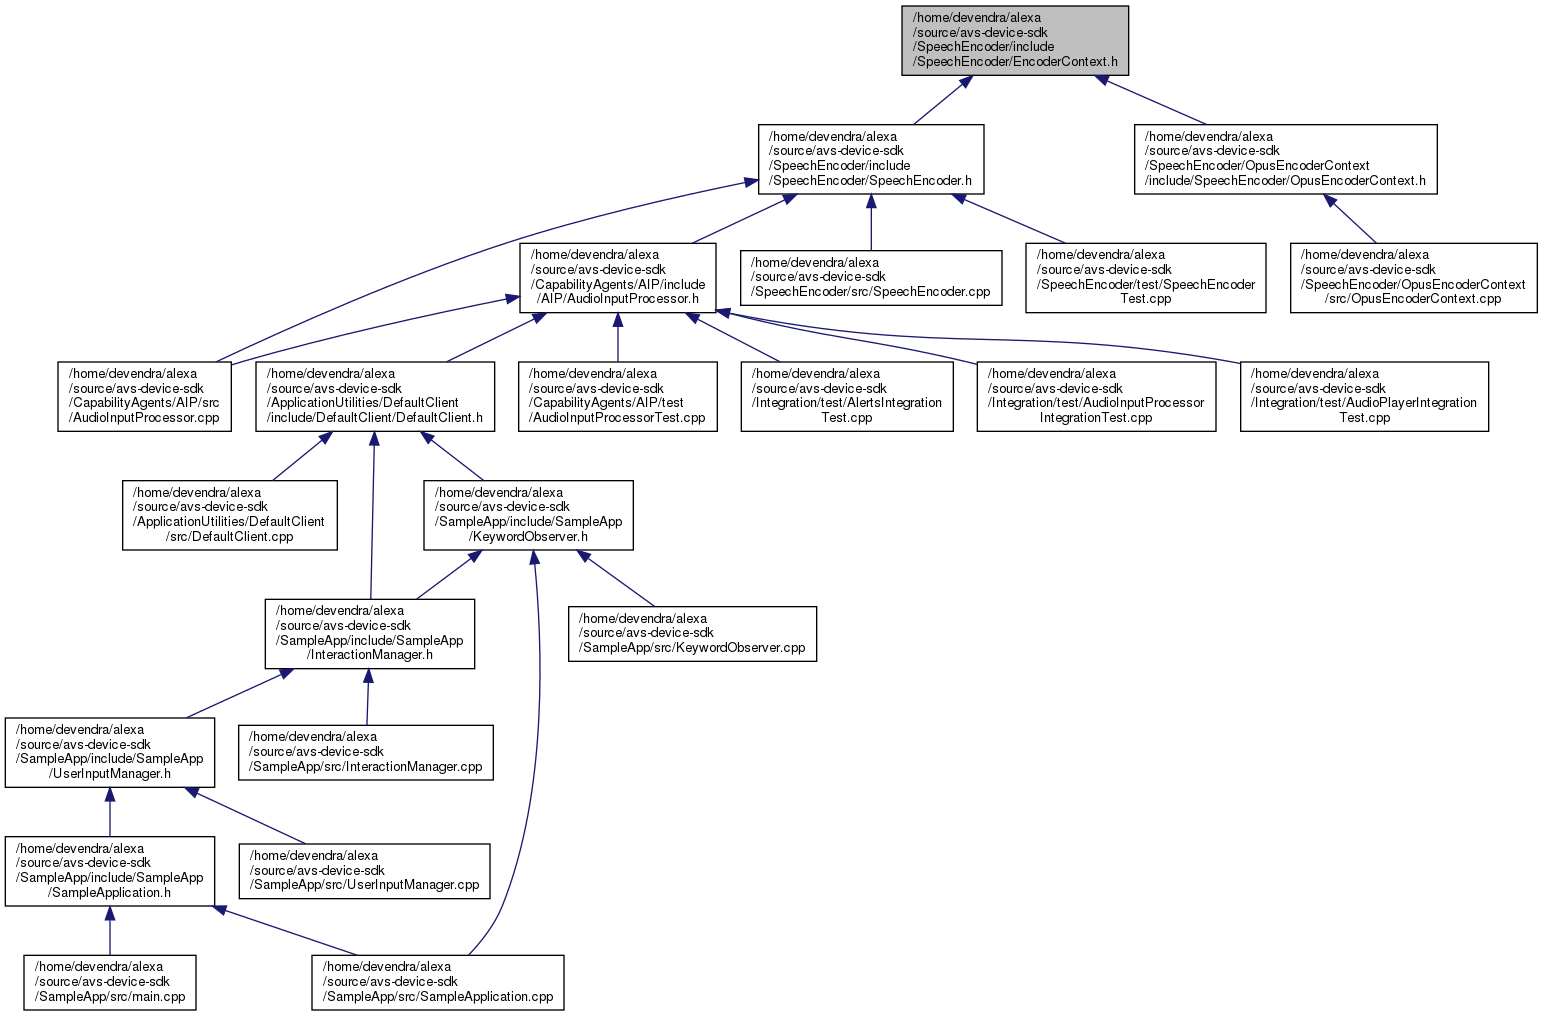 /home/devendra/alexa
/source/avs-device-sdk
/SpeechEncoder/include
/SpeechEncoder/EncoderContext.h
/home/devendra/alexa
/source/avs-device-sdk
/SpeechEncoder/include
/SpeechEncoder/SpeechEncoder.h
/home/devendra/alexa
/source/avs-device-sdk
/SpeechEncoder/OpusEncoderContext
/include/SpeechEncoder/OpusEncoderContext.h
/home/devendra/alexa
/source/avs-device-sdk
/CapabilityAgents/AIP/include
/AIP/AudioInputProcessor.h
/home/devendra/alexa
/source/avs-device-sdk
/SpeechEncoder/src/SpeechEncoder.cpp
/home/devendra/alexa
/source/avs-device-sdk
/SpeechEncoder/test/SpeechEncoder
Test.cpp
/home/devendra/alexa
/source/avs-device-sdk
/SpeechEncoder/OpusEncoderContext
/src/OpusEncoderContext.cpp
/home/devendra/alexa
/source/avs-device-sdk
/CapabilityAgents/AIP/src
/AudioInputProcessor.cpp
/home/devendra/alexa
/source/avs-device-sdk
/ApplicationUtilities/DefaultClient
/include/DefaultClient/DefaultClient.h
/home/devendra/alexa
/source/avs-device-sdk
/CapabilityAgents/AIP/test
/AudioInputProcessorTest.cpp
/home/devendra/alexa
/source/avs-device-sdk
/Integration/test/AlertsIntegration
Test.cpp
/home/devendra/alexa
/source/avs-device-sdk
/Integration/test/AudioInputProcessor
IntegrationTest.cpp
/home/devendra/alexa
/source/avs-device-sdk
/Integration/test/AudioPlayerIntegration
Test.cpp
/home/devendra/alexa
/source/avs-device-sdk
/ApplicationUtilities/DefaultClient
/src/DefaultClient.cpp
/home/devendra/alexa
/source/avs-device-sdk
/SampleApp/include/SampleApp
/KeywordObserver.h
/home/devendra/alexa
/source/avs-device-sdk
/SampleApp/include/SampleApp
/InteractionManager.h
/home/devendra/alexa
/source/avs-device-sdk
/SampleApp/src/KeywordObserver.cpp
/home/devendra/alexa
/source/avs-device-sdk
/SampleApp/include/SampleApp
/UserInputManager.h
/home/devendra/alexa
/source/avs-device-sdk
/SampleApp/src/InteractionManager.cpp
/home/devendra/alexa
/source/avs-device-sdk
/SampleApp/include/SampleApp
/SampleApplication.h
/home/devendra/alexa
/source/avs-device-sdk
/SampleApp/src/UserInputManager.cpp
/home/devendra/alexa
/source/avs-device-sdk
/SampleApp/src/main.cpp
/home/devendra/alexa
/source/avs-device-sdk
/SampleApp/src/SampleApplication.cpp